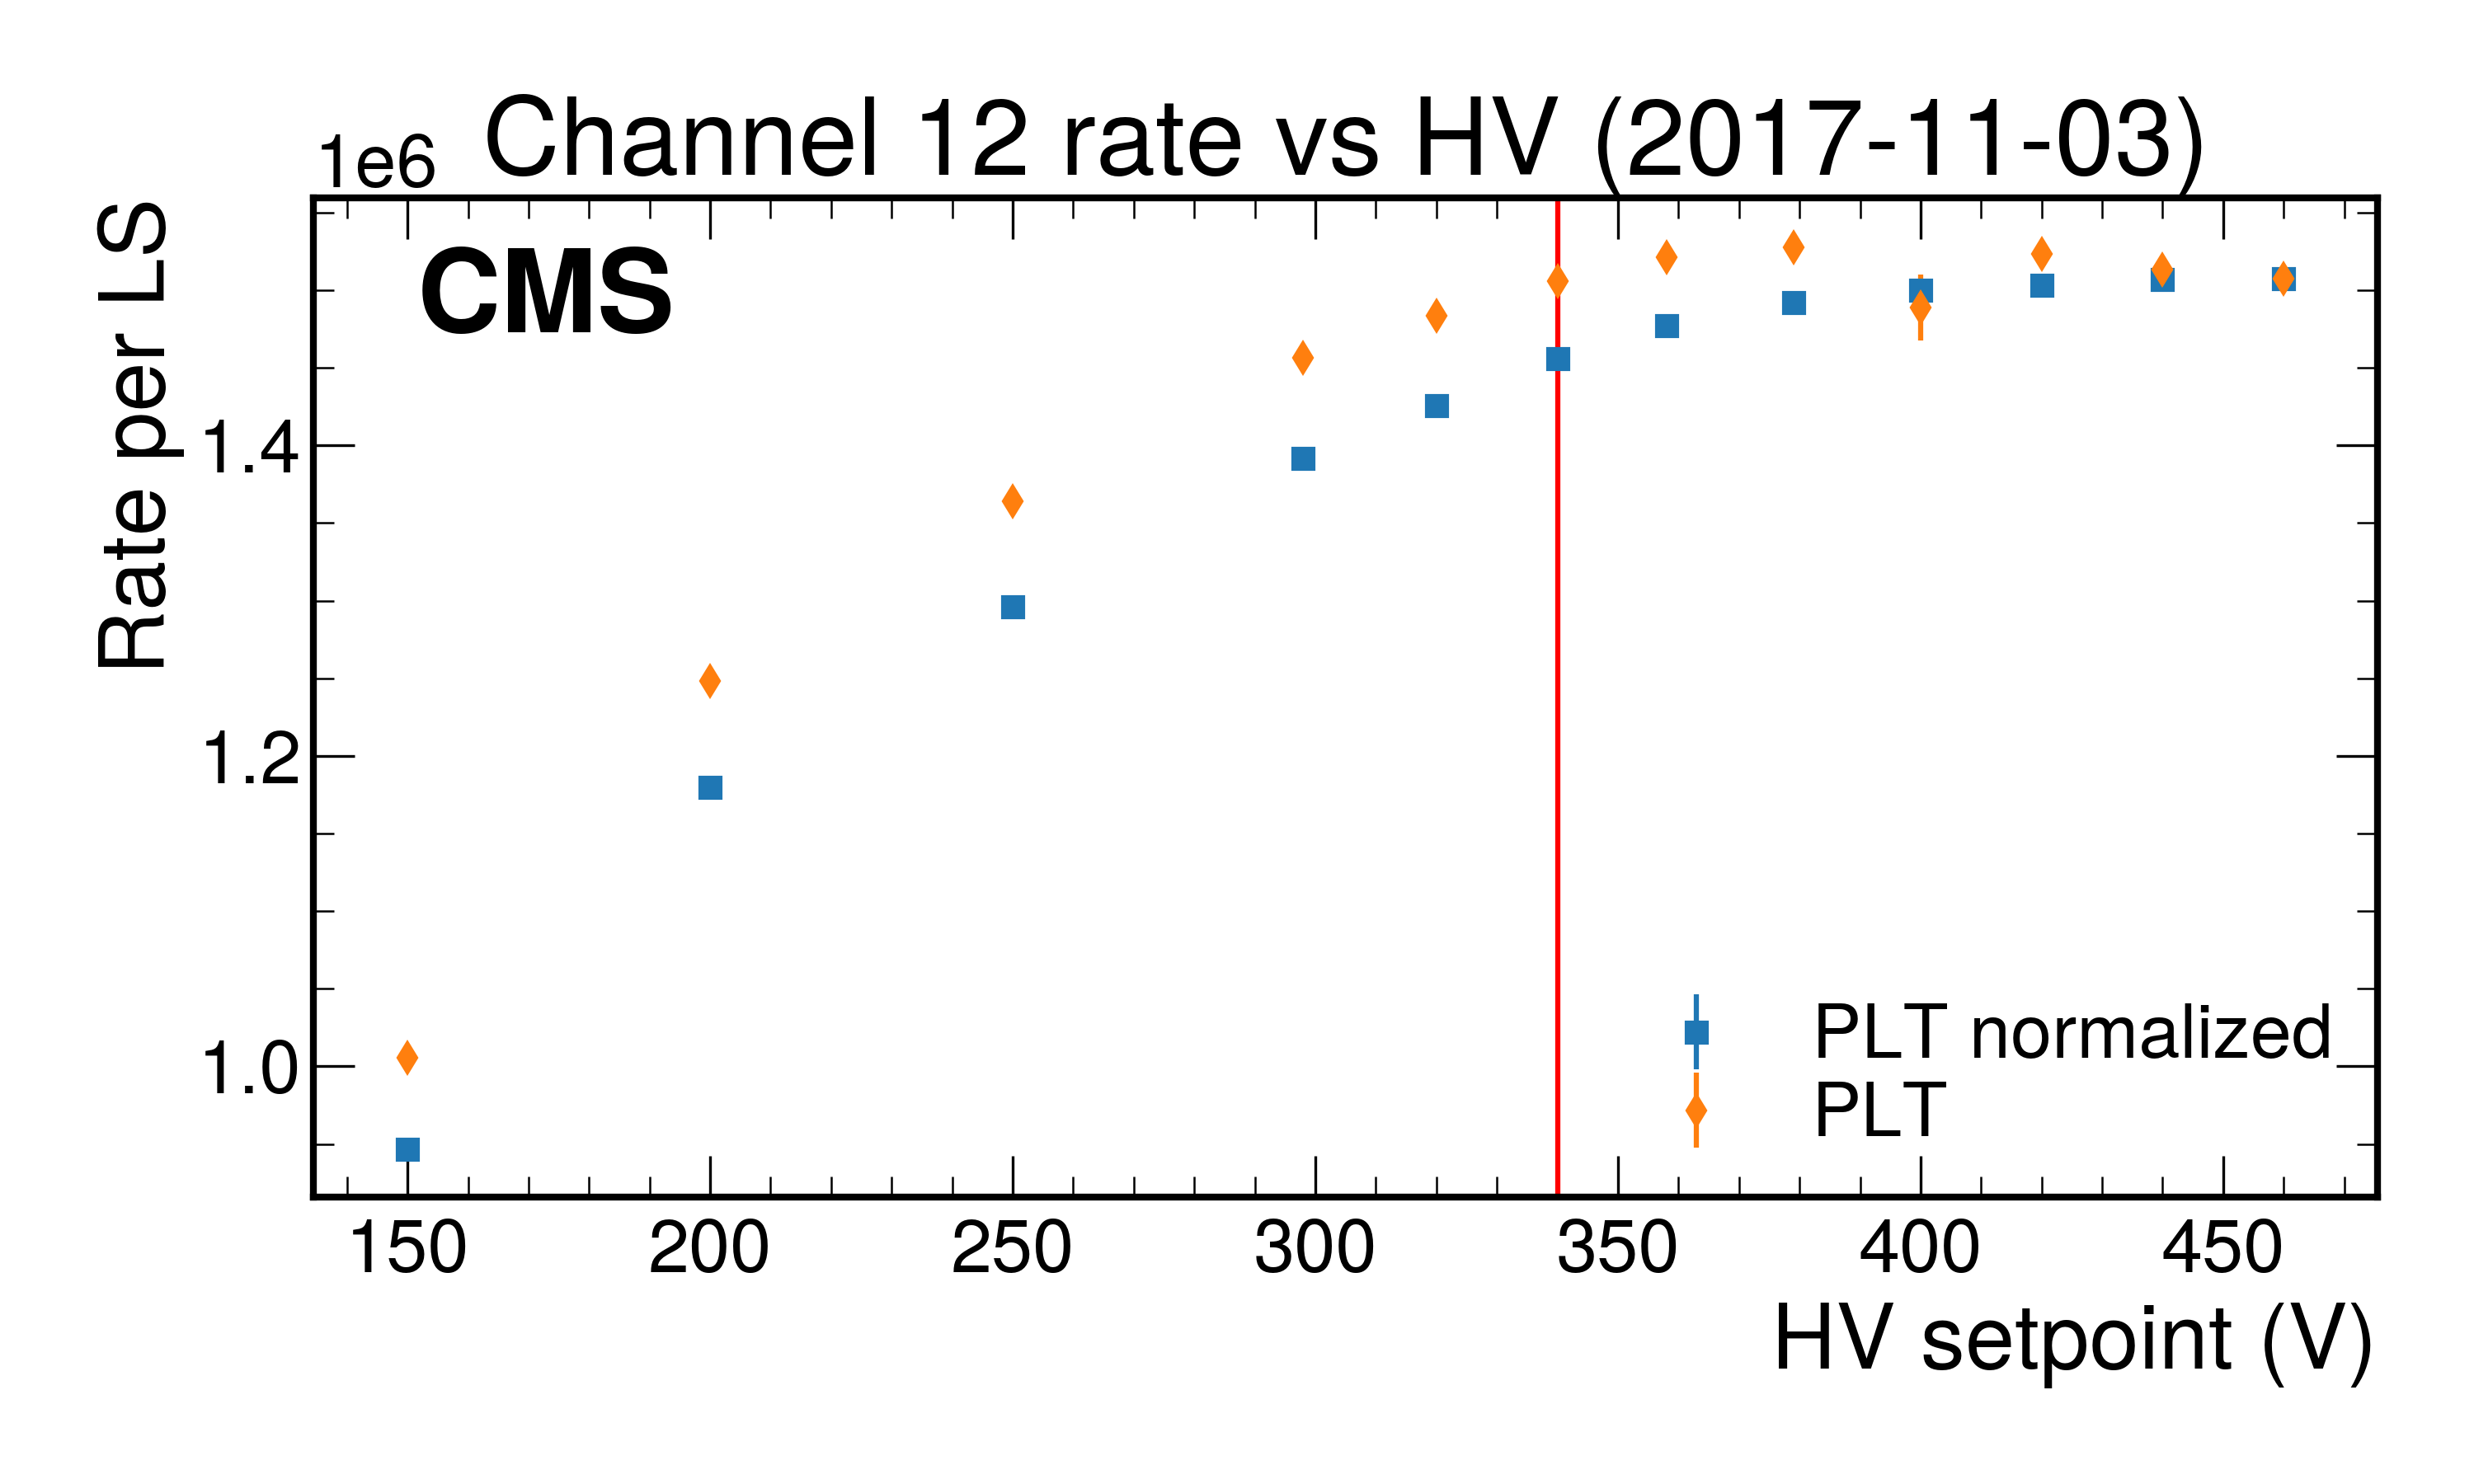 Channel 12 rate vs HV (2017-11-03)
1e6
CMS
Rate per LS
1.4
1.2
1.0
PLT normalized
PLT
150 200 250 300 350 400 450
HV setpoint (V)